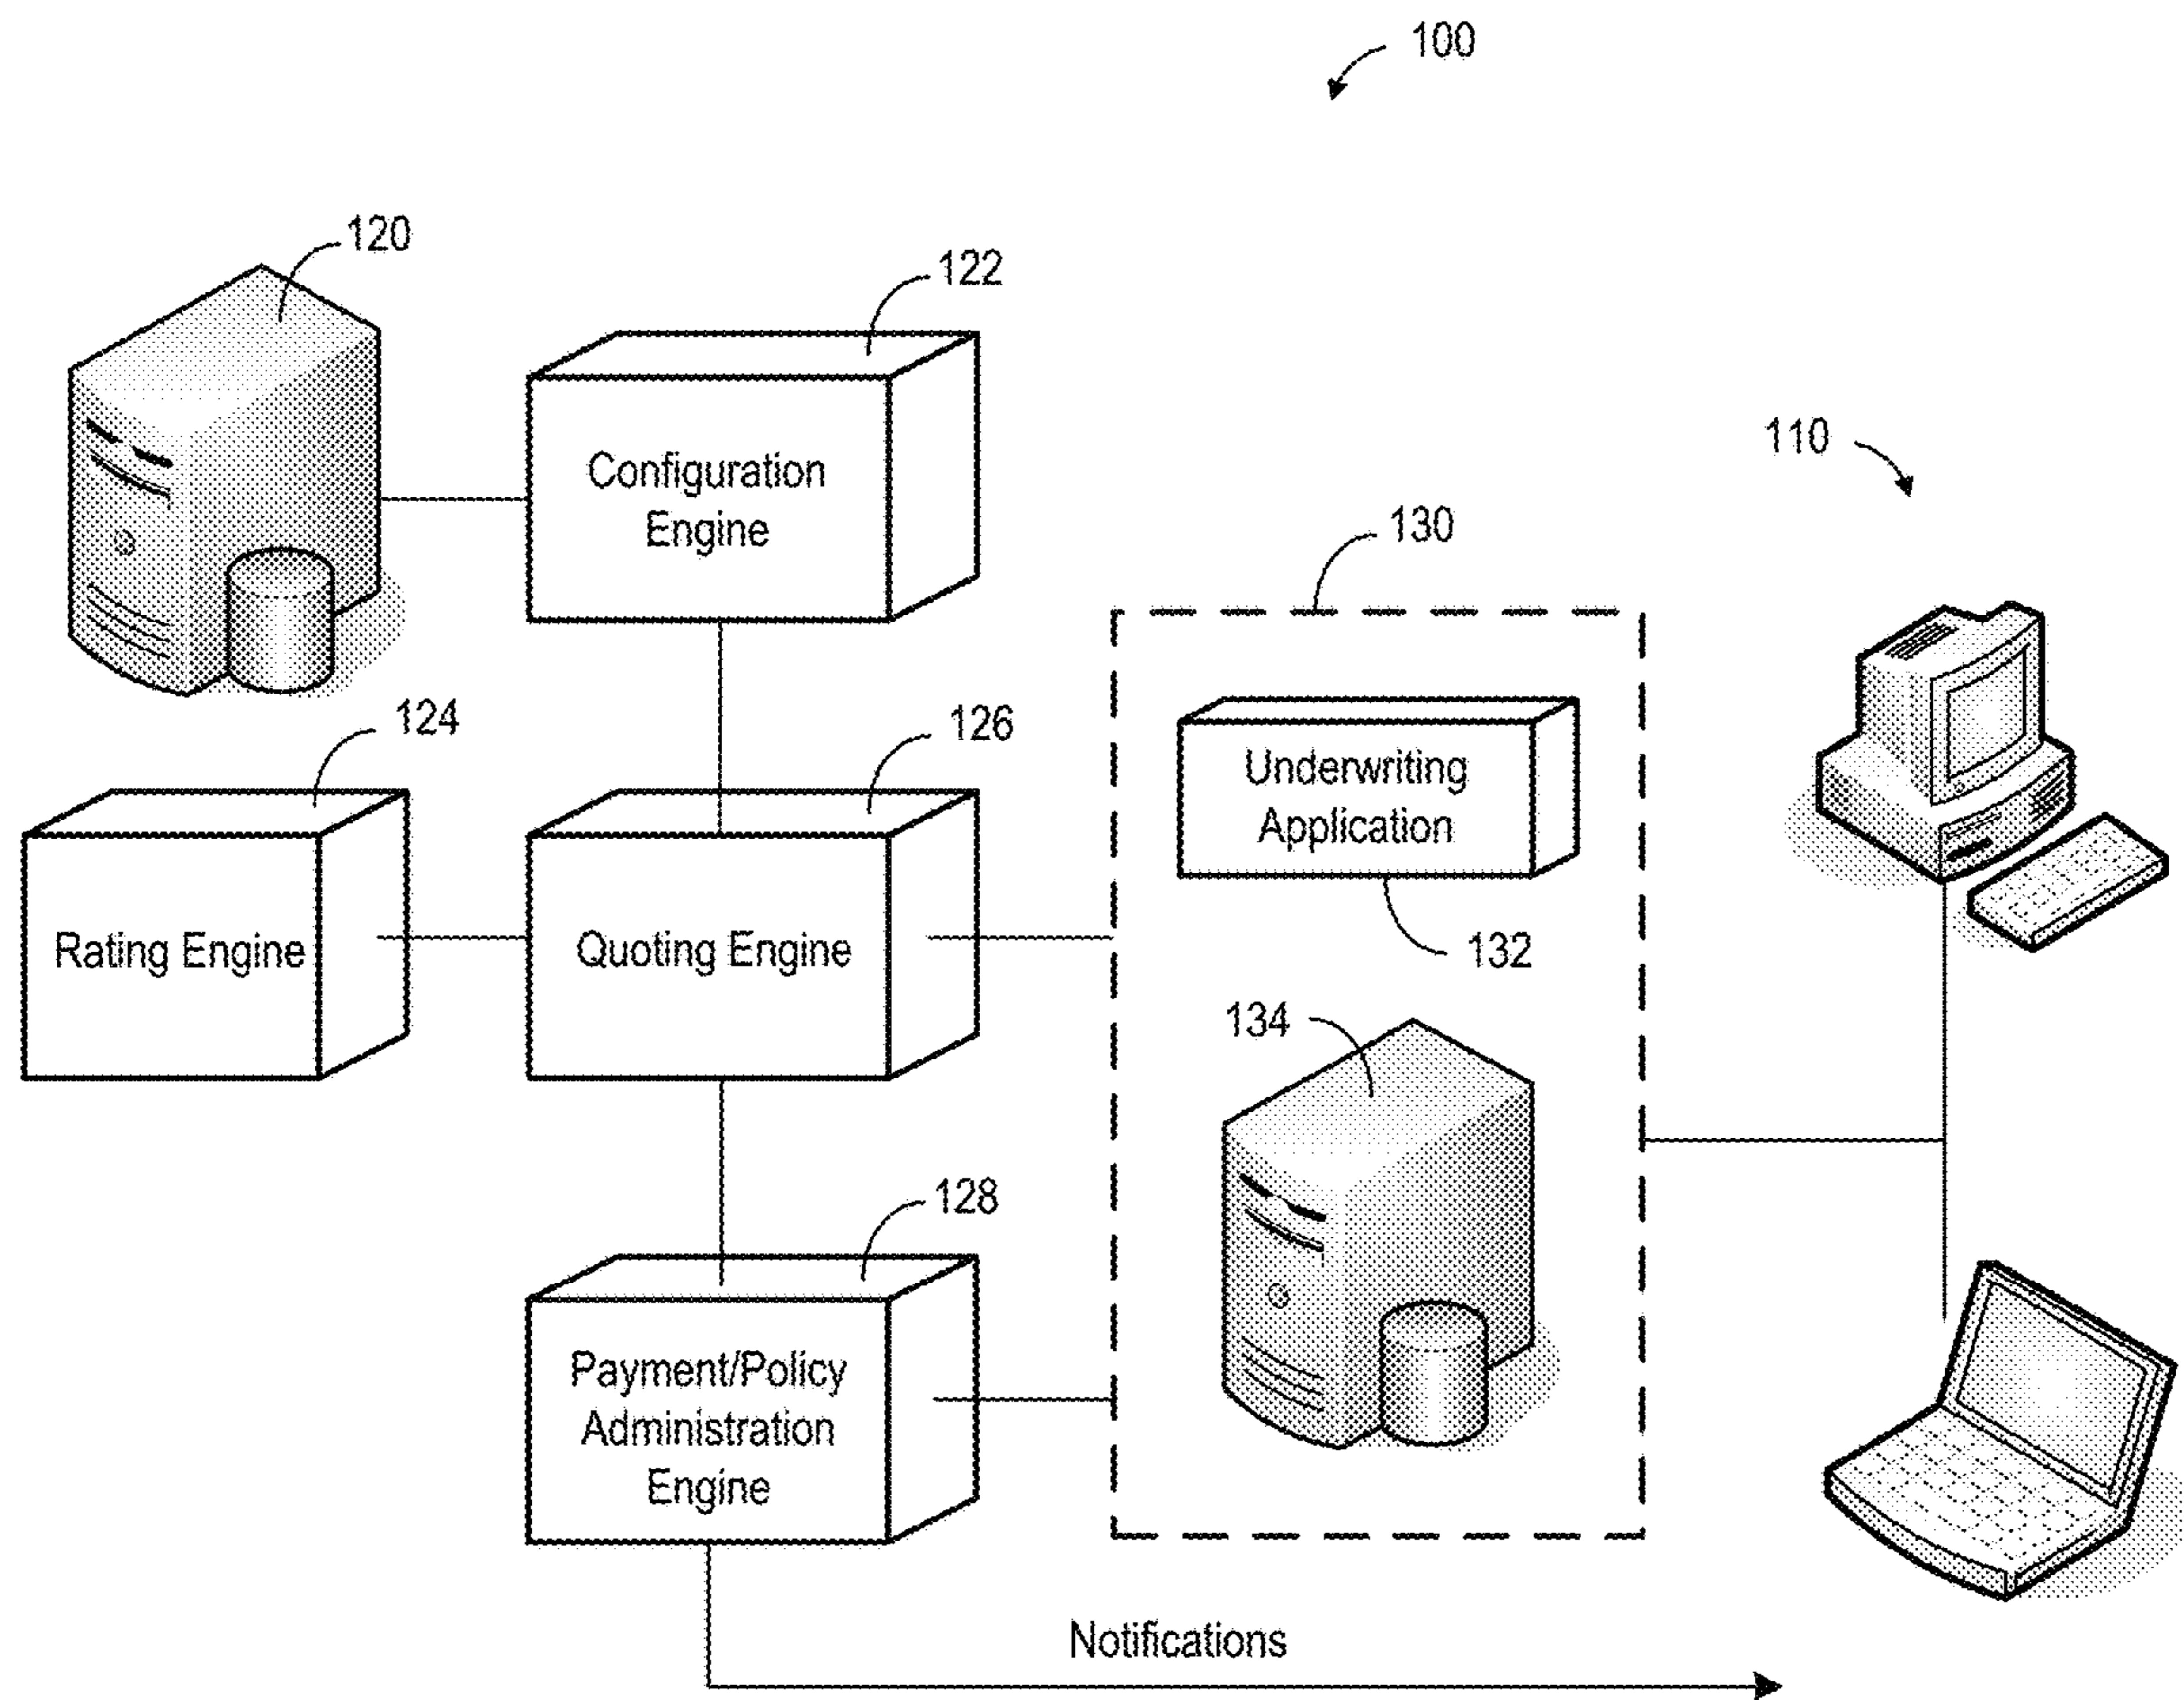 100
120
122
Configuration
Engine
110
130
124
126
Underwriting
Application
Rating Engine
Quoting Engine
132
134
128
Payment/Policy
Administration
Engine
Notifications